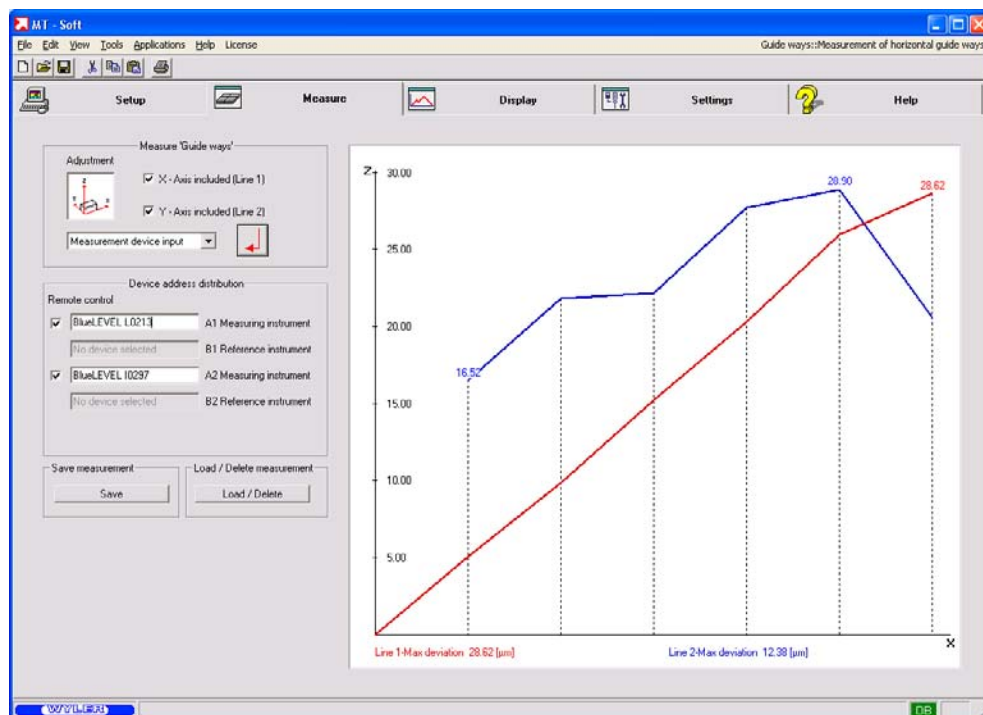 MT - Soft
File Edit View Tools Applications Help License
Guide ways::Measurement of horizontal guide ways
Setup Measure Display Settings Help
Measure 'Guide ways'
Adjustment
X - Axis included (Line 1)
Y - Axis included (Line 2)
Measurement device input
Device address distribution
Remote control
BlueLEVEL L0213 A1 Measuring instrument
No device selected B1 Reference instrument
BlueLEVEL I0297 A2 Measuring instrument
No device selected B2 Reference instrument
Save measurement
Save
Load / Delete measurement
Load / Delete
Z
30.00
25.00
20.00
15.00
10.00
5.00
16.52
28.90
28.62
X
Line 1-Max deviation 28.62 [µm]
Line 2-Max deviation 12.38 [µm]
WYLER
DB